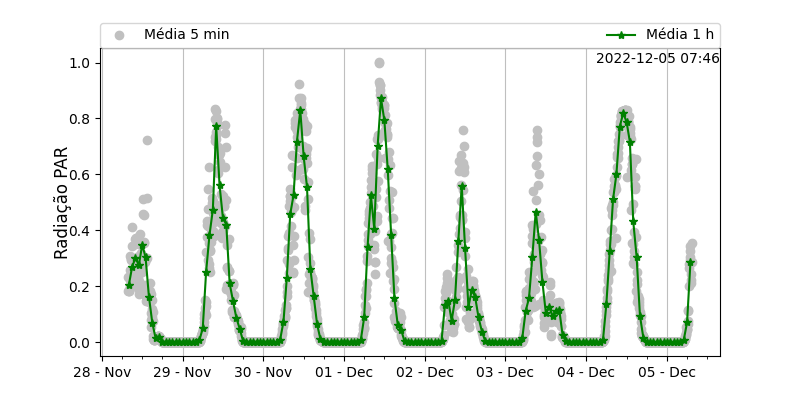 Média 5 min
Média 1 h
2022-12-05 07:46
Radiação PAR
1.0
0.8
0.6
0.4
0.2
0.0
28 - Nov
29 - Nov
30 - Nov
01 - Dec
02 - Dec
03 - Dec
04 - Dec
05 - Dec